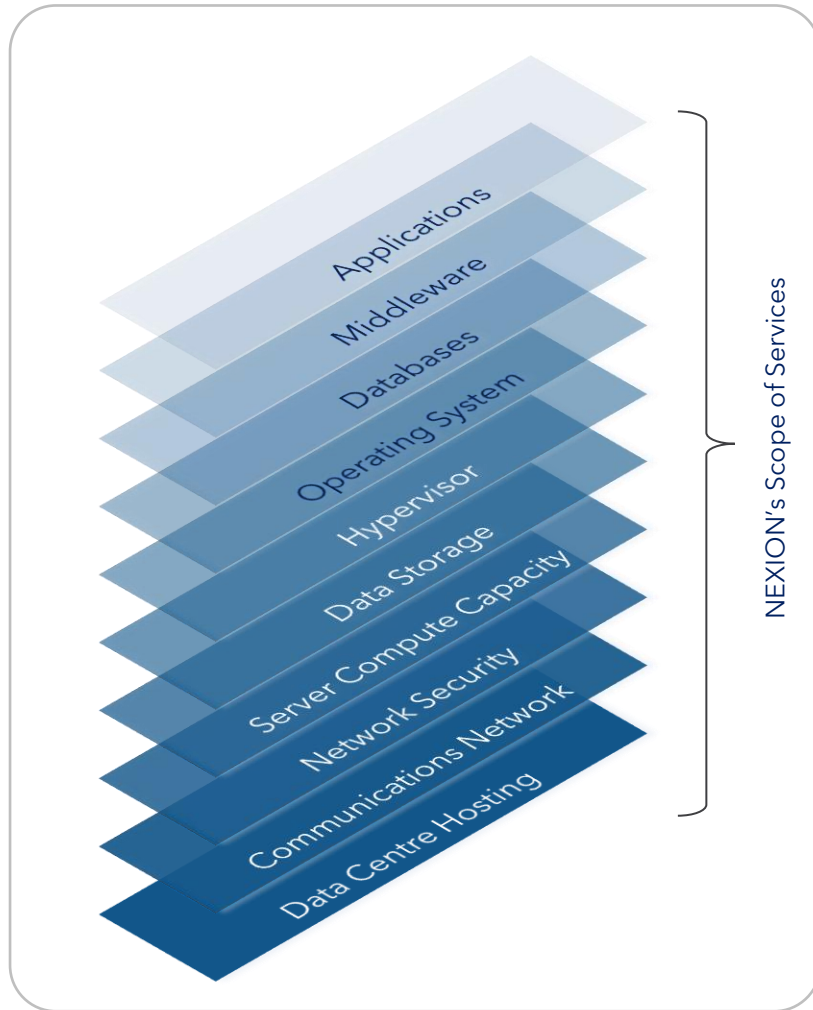 Applications
Middleware
Databases
Operating System
Hypervisor
Data Storage
Server Compute Capacity
Network Security
Communications Network
Data Centre Hosting
NEXION's Scope of Services